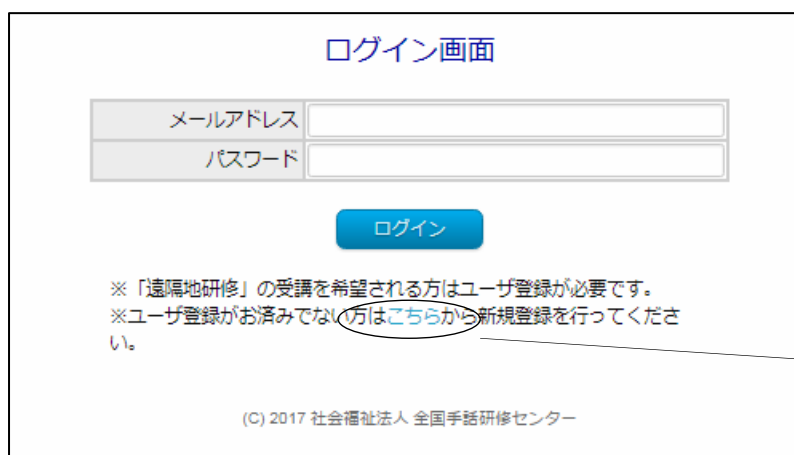 ログイン画面
メールアドレス
パスワード
ログイン
※「遠隔地研修」の受講を希望される方はユーザ登録が必要です。
※ユーザ登録がお済みでない方はこちらから新規登録を行ってくださ
い。
(C) 2017 社会福祉法人 全国手話研修センター